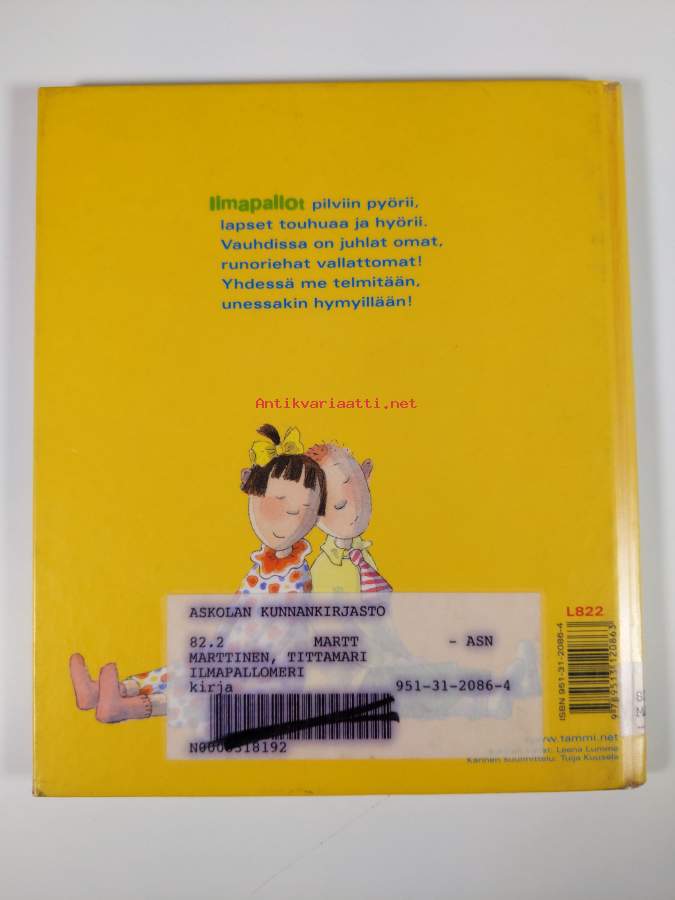 Ilmapallot pilviin pyörii,
lapset touhuaa ja hyörii.
Vauhdissa on juhlat omat,
runoriehat vallattomat!
Yhdessä me telmitään,
unessakin hymyillään!
Antikvariaatti.net
ASKOLAN KUNNANKIRJASTO
82.2 MARTT - ASN
MARTTINEN, TITTAMARI
ILMAPALLOMERI
kirja 951-31-2086-4
N0000318192
L822
ISBN 951-31-2086-4
9789513120863
www.tammi.net
Leena Lumme
Kannen suunnittelu: Tuija Kuusela